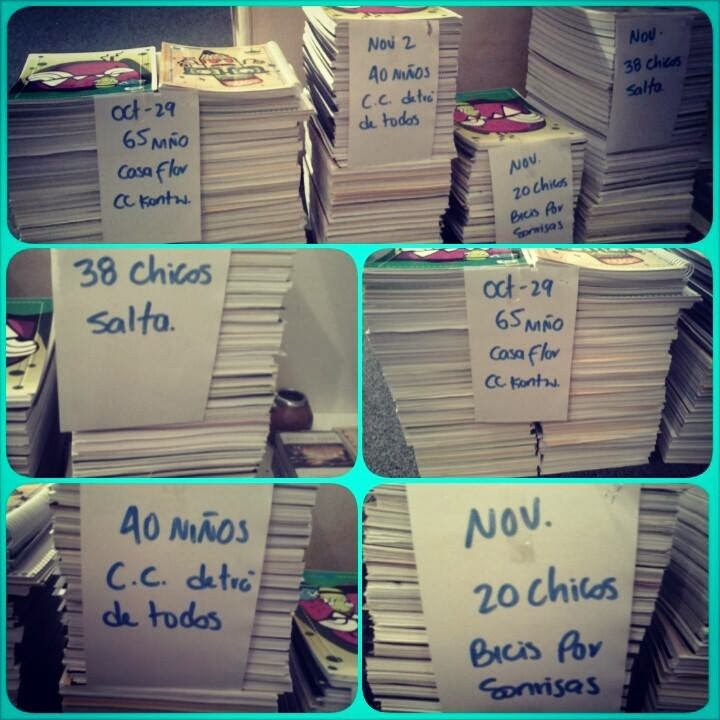 Oct-29
65 Niño
Casa flor
CC Kontu.
Nov 2
40 Niños
C.C. detrá
de todos
Nov.
20 Chicos
Bicis Por
Sonrisas
Nov.
38 Chicos
Salta.
38 Chicos
Salta.
Oct-29
65 Niño
Casa flor
CC Kontu.
40 Niños
C.C. detrá
de todos
Nov.
20 Chicos
Bicis Por
Sonrisas